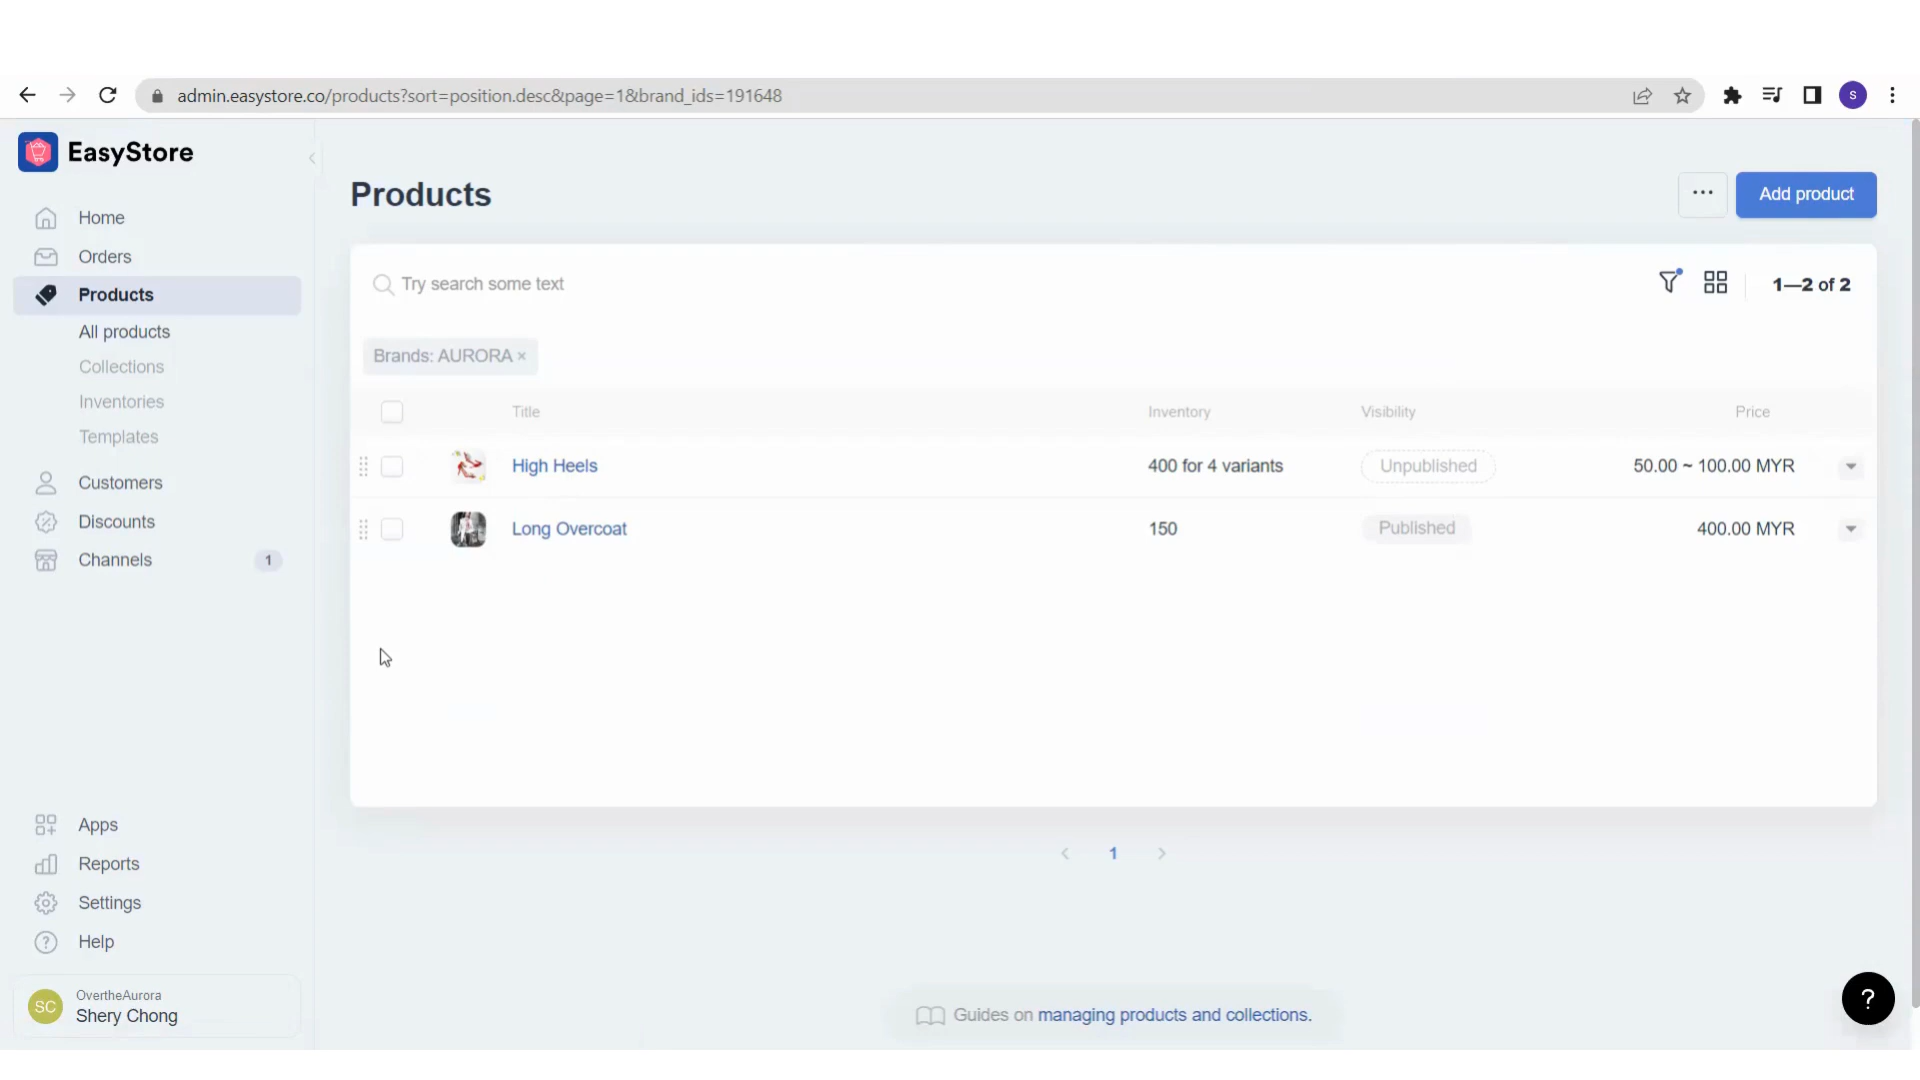 admin.easystore.co/products?sort=position.desc&page=1&brand_ids=191648
S
EasyStore
Home
Orders
Products
All products
Collections
Inventories
Templates
Customers
Discounts
Channels 1
Apps
Reports
Settings
Help
SC
OvertheAurora
Shery Chong
Products
... Add product
Try search some text
1—2 of 2
Brands: AURORA ×
Title Inventory Visibility Price
High Heels 400 for 4 variants Unpublished 50.00 ~ 100.00 MYR
Long Overcoat 150 Published 400.00 MYR
< 1 >
Guides on managing products and collections.
?